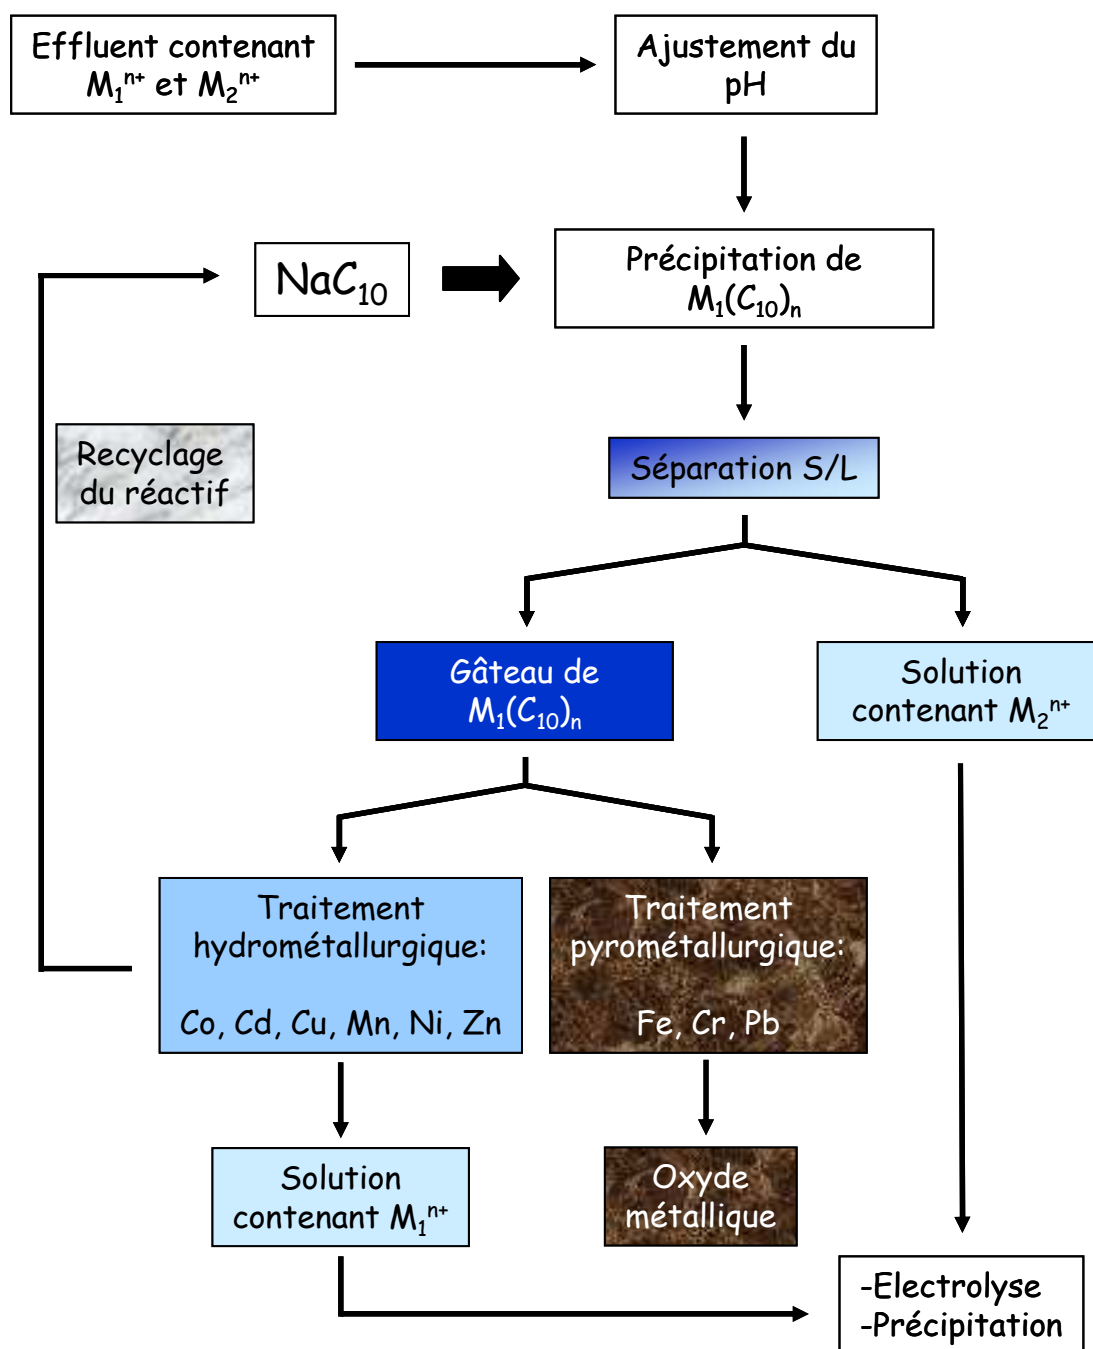 Effluent contenant
M₁ⁿ⁺ et M₂ⁿ⁺
Ajustement du
pH
NaC₁₀
Précipitation de
M₁(C₁₀)ₙ
Recyclage
du réactif
Séparation S/L
Gâteau de
M₁(C₁₀)ₙ
Solution
contenant M₂ⁿ⁺
Traitement
hydrométallurgique:
Co, Cd, Cu, Mn, Ni, Zn
Traitement
pyrométallurgique:
Fe, Cr, Pb
Solution
contenant M₁ⁿ⁺
Oxyde
métallique
-Electrolyse
-Précipitation